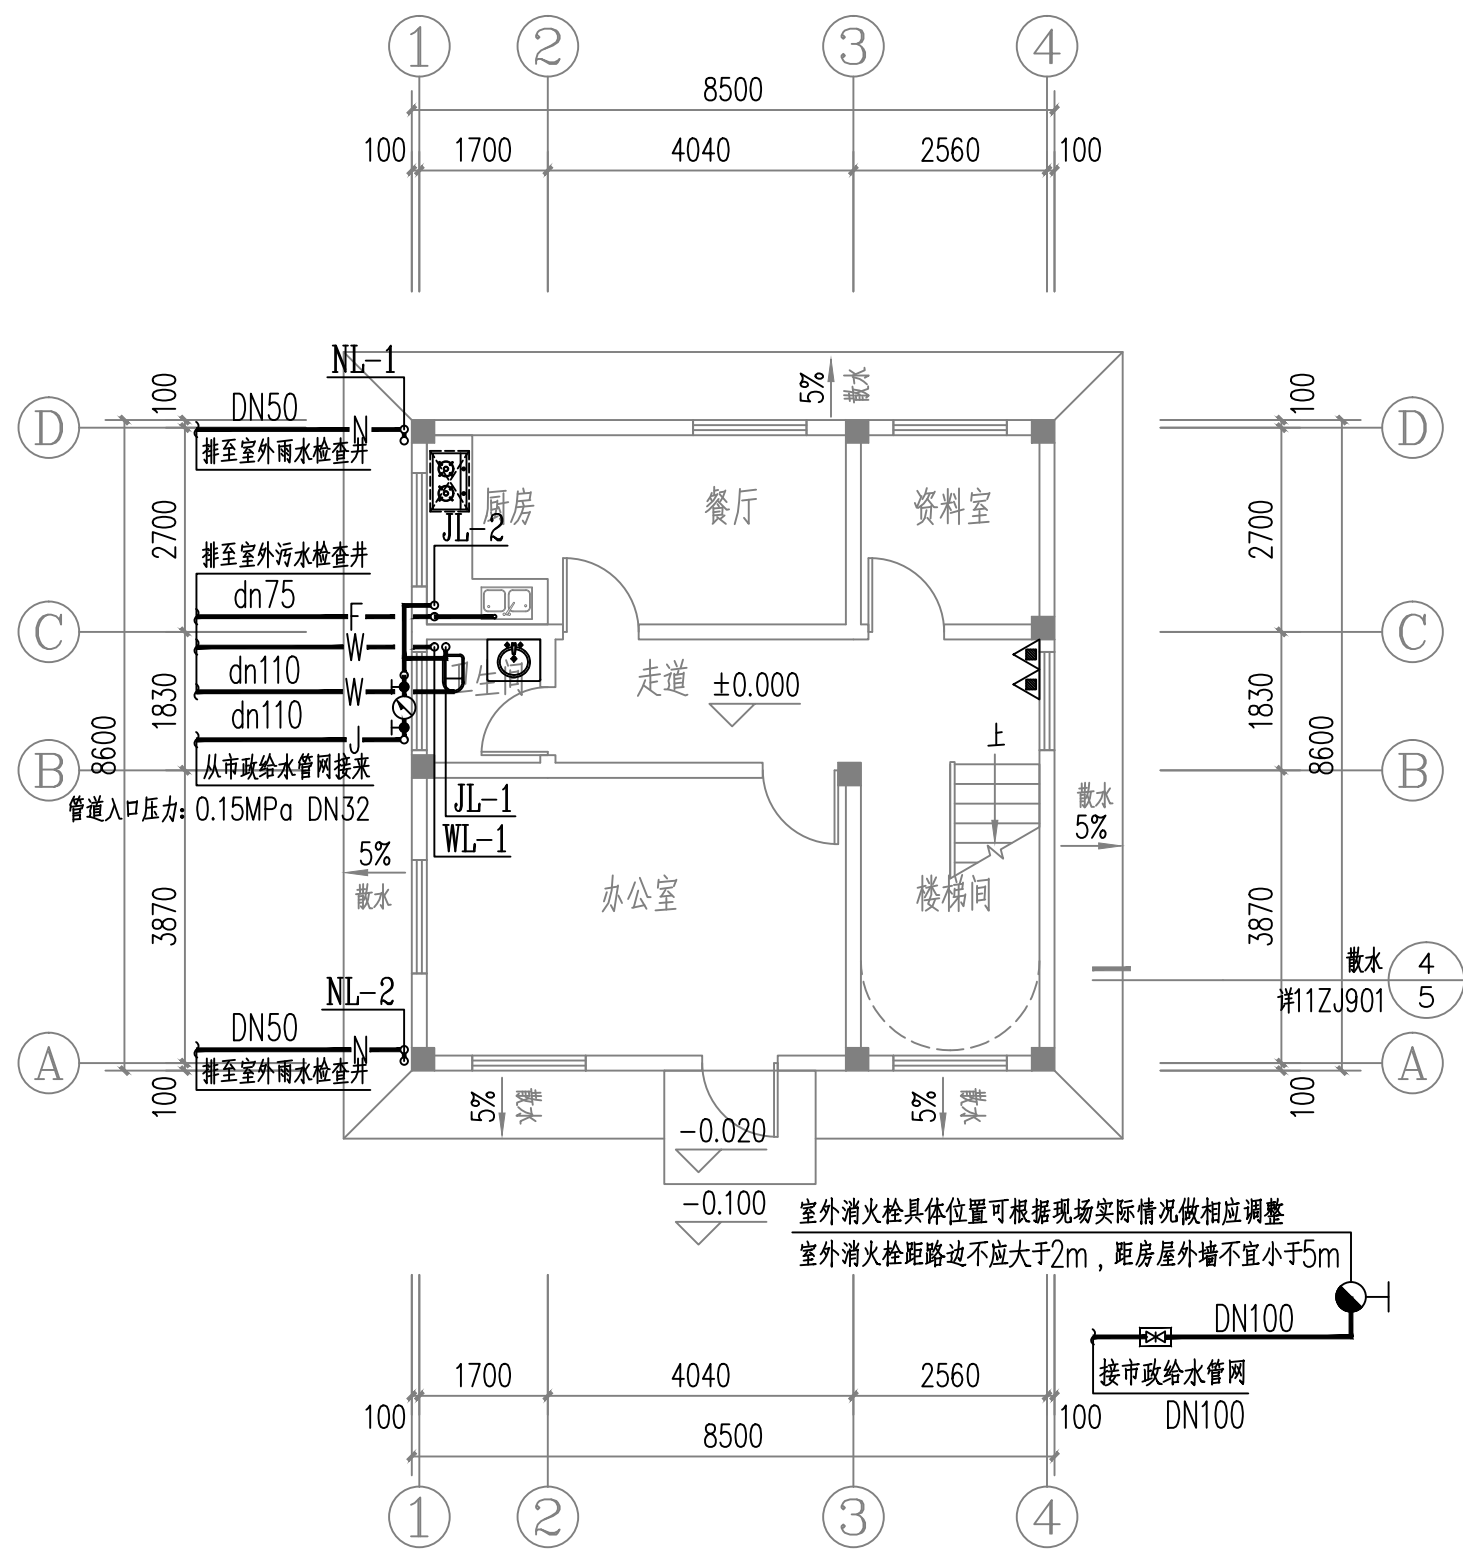 1 2 3 4
8500
100 1700 4040 2560 100
NL-1
5%
散水
100
DN50
100
D
N
D
排至室外雨水检查井
厨房
餐厅
资料室
2700
JL-2
2700
排至室外污水检查井
dn75
F
C
C
W
卫生间
走道
dn110
±0.000
W
1830
1830
dn110
8600
J
上
8600
B
从市政给水管网接来
B
管道入口压力：0.15MPa DN32
JL-1
散水
WL-1
5%
5%
散水
办公室
楼梯间
3870
3870
散水
4
NL-2
详11ZJ901
5
DN50
N
A
A
排至室外雨水检查井
100
5%
散水
5%
散水
100
-0.020
-0.100
室外消火栓具体位置可根据现场实际情况做相应调整
室外消火栓距路边不应大于2m，距房屋外墙不宜小于5m
DN100
接市政给水管网
DN100
1700 4040 2560
100 100
8500
1 2 3 4